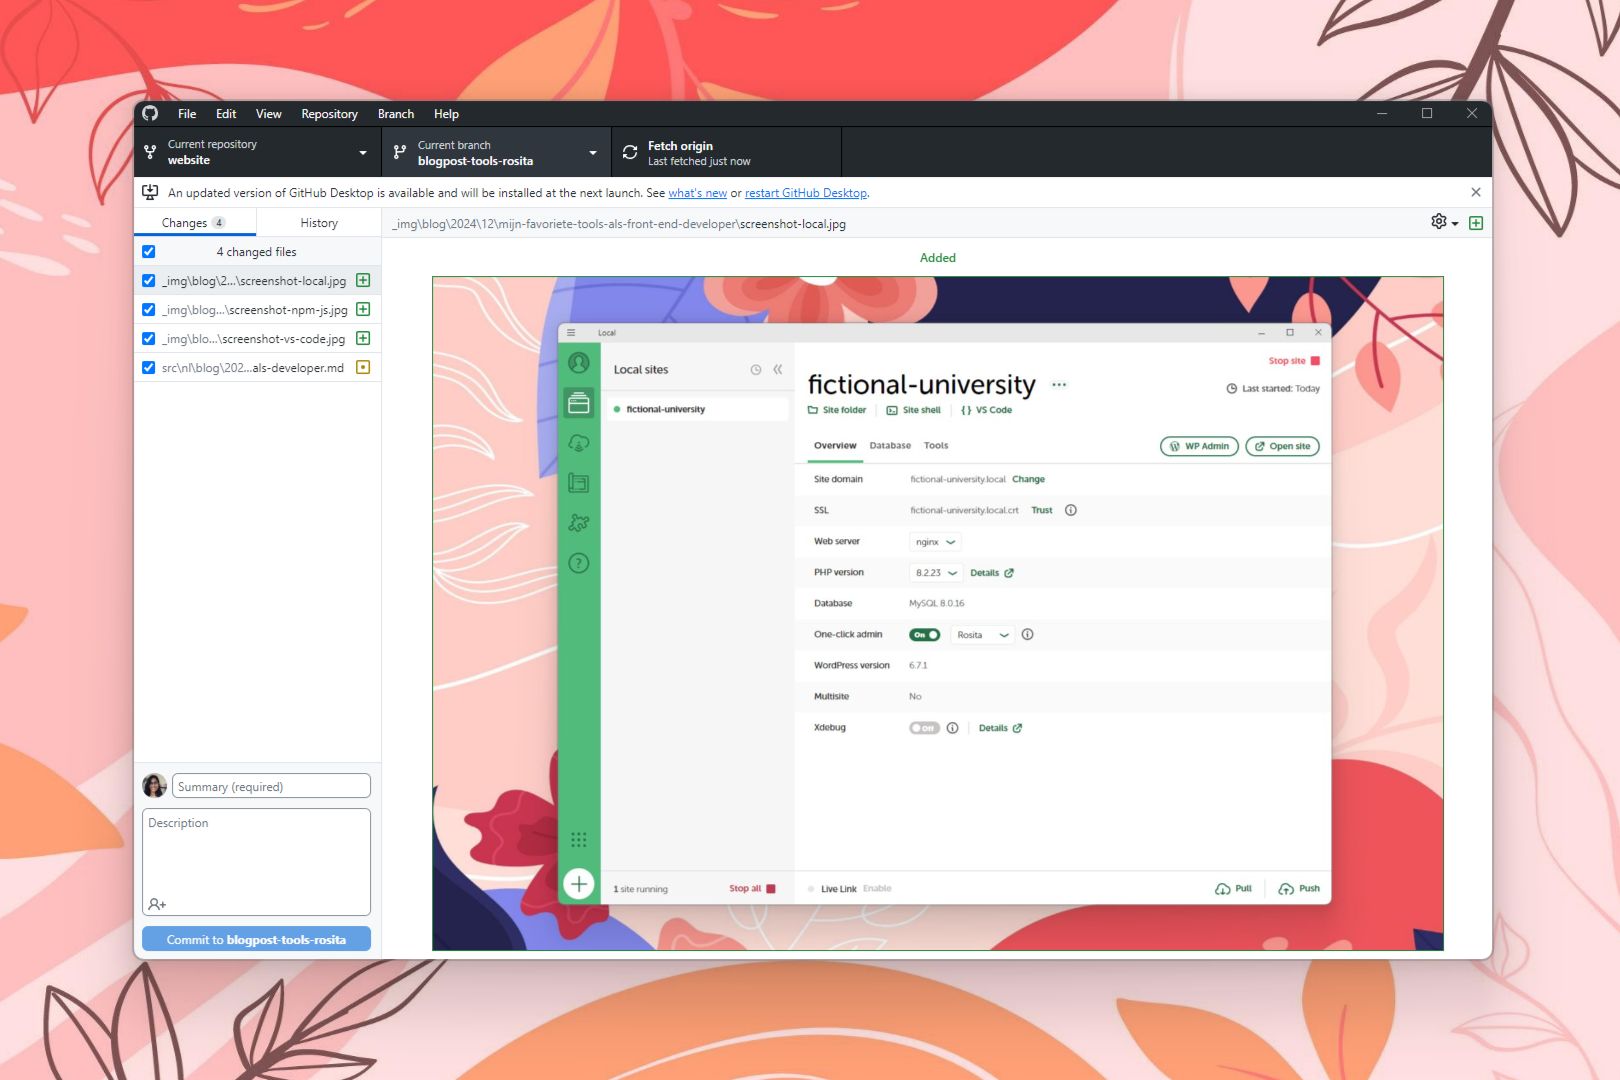 File Edit View Repository Branch Help
Current repository
website
Current branch
blogpost-tools-rosita
Fetch origin
Last fetched just now
An updated version of GitHub Desktop is available and will be installed at the next launch. See what's new or restart GitHub Desktop.
Changes 4 History
_img\blog\2024\12\mijn-favoriete-tools-als-front-end-developer\screenshot-local.jpg
4 changed files
_img\blog\2...\screenshot-local.jpg
_img\blog...\screenshot-npm-js.jpg
_img\blo...\screenshot-vs-code.jpg
src\nl\blog\202...als-developer.md
Summary (required)
Description
Commit to blogpost-tools-rosita
Added
Local
Local sites
fictional-university
1 site running Stop all
Stop site
fictional-university
Last started: Today
Site folder Site shell VS Code
Overview Database Tools
WP Admin Open site
Site domain fictional-university.local Change
SSL fictional-university.local.crt Trust
Web server nginx
PHP version 8.2.23 Details
Database MySQL 8.0.16
One-click admin On Rosita
WordPress version 6.7.1
Multisite No
Xdebug Off Details
Live Link Enable
Pull Push